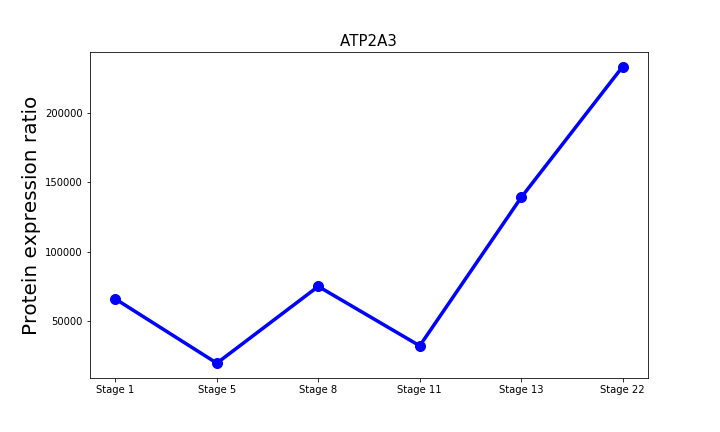 ATP2A3
Protein expression ratio
200000
150000
100000
50000
Stage 1
Stage 5
Stage 8
Stage 11
Stage 13
Stage 22